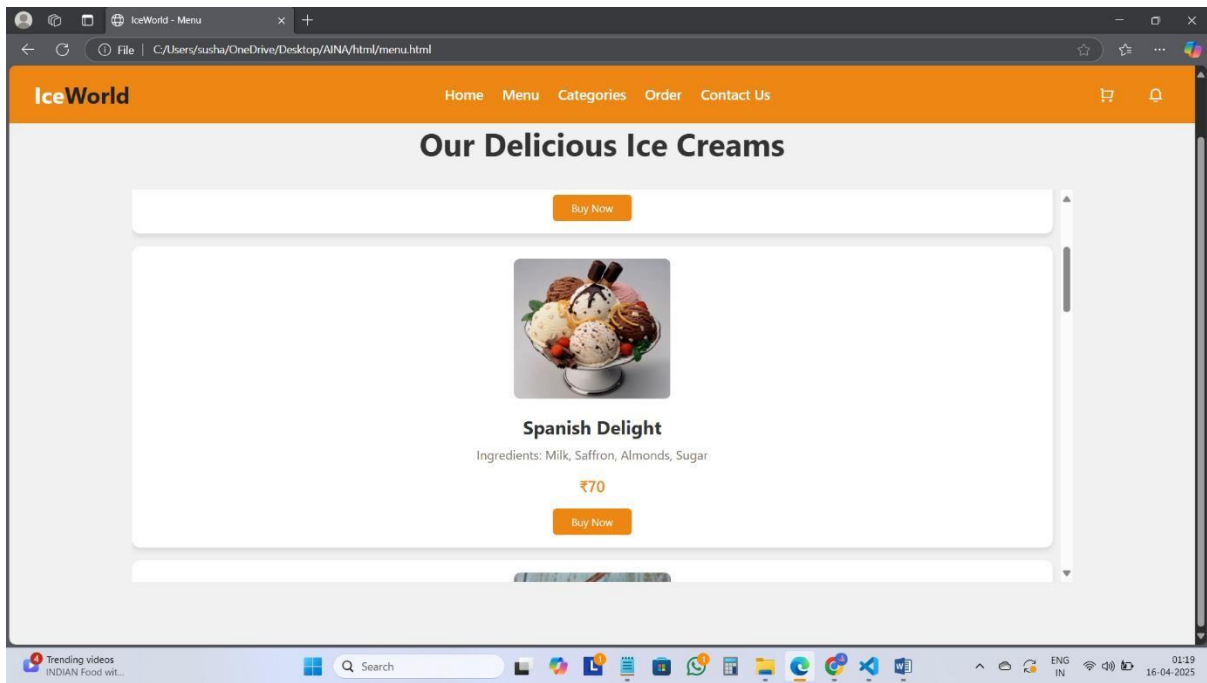 IceWorld - Menu
File | C:/Users/susha/OneDrive/Desktop/AINA/html/menu.html
IceWorld
Home Menu Categories Order Contact Us
Our Delicious Ice Creams
Buy Now
Spanish Delight
Ingredients: Milk, Saffron, Almonds, Sugar
₹70
Buy Now
4
Trending videos
INDIAN Food wit...
Search
ENG
IN
01:19
16-04-2025